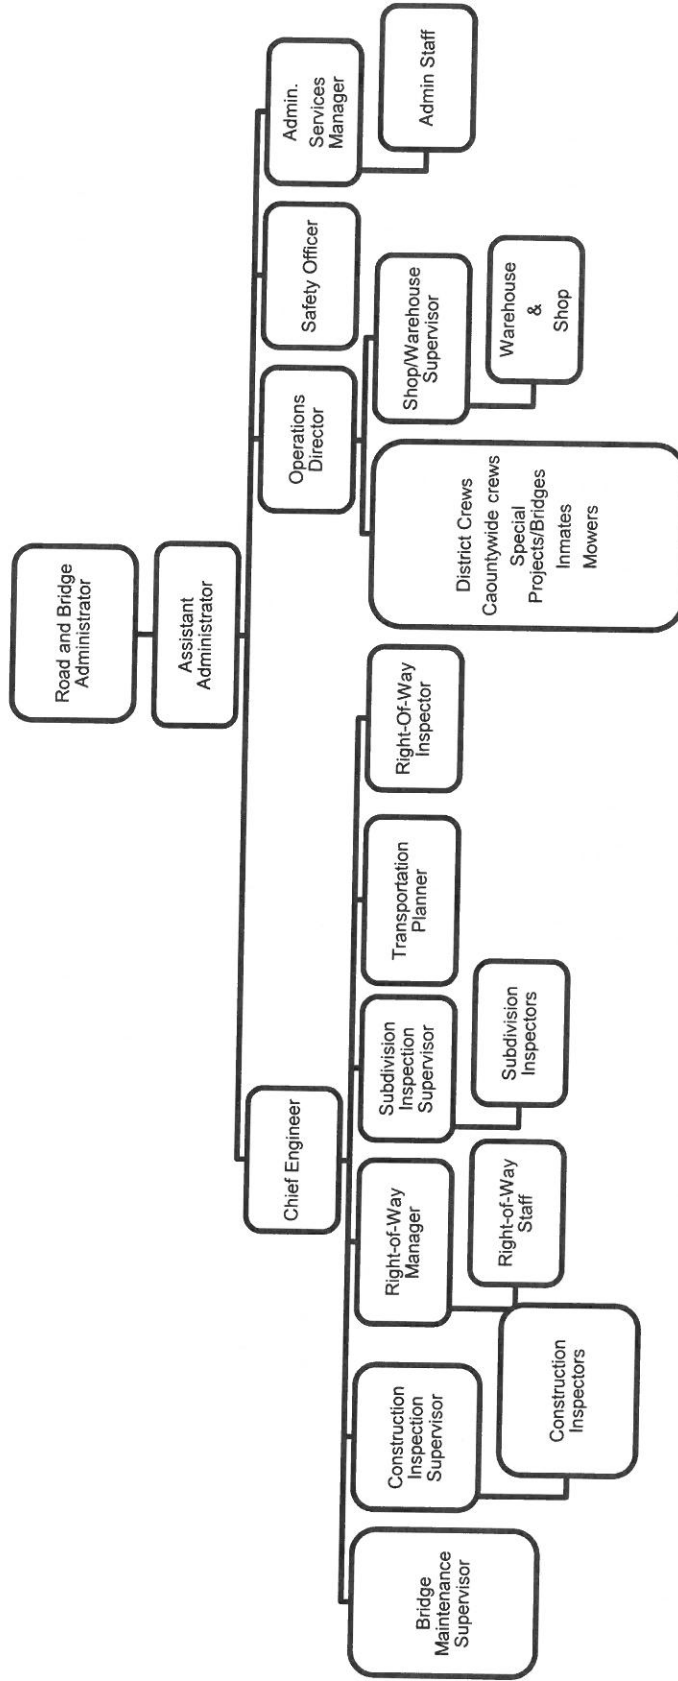 Road and Bridge
Administrator
Assistant
Administrator
Chief Engineer
Operations
Director
Safety Officer
Admin.
Services
Manager
Bridge
Maintenance
Supervisor
Construction
Inspection
Supervisor
Right-of-Way
Manager
Subdivision
Inspection
Supervisor
Transportation
Planner
Right-Of-Way
Inspector
District Crews
Caountywide crews
Special
Projects/Bridges
Inmates
Mowers
Shop/Warehouse
Supervisor
Admin Staff
Construction
Inspectors
Right-of-Way
Staff
Subdivision
Inspectors
Warehouse
&
Shop